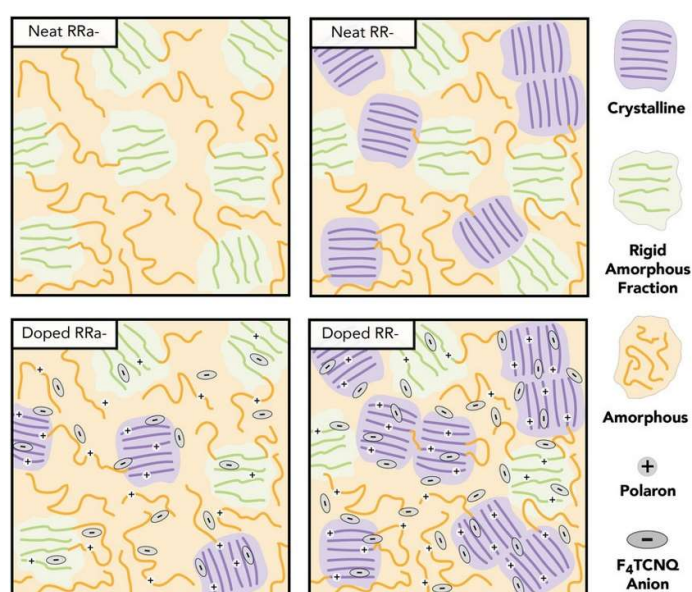 Neat RRa-
Neat RR-
Crystalline
Rigid
Amorphous
Fraction
Doped RRa-
Doped RR-
Amorphous
+
Polaron
-
F₄TCNQ
Anion